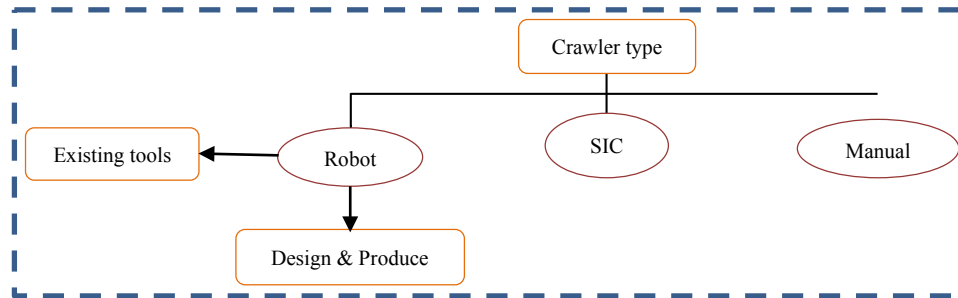 Crawler type
Existing tools
Robot
SIC
Manual
Design & Produce